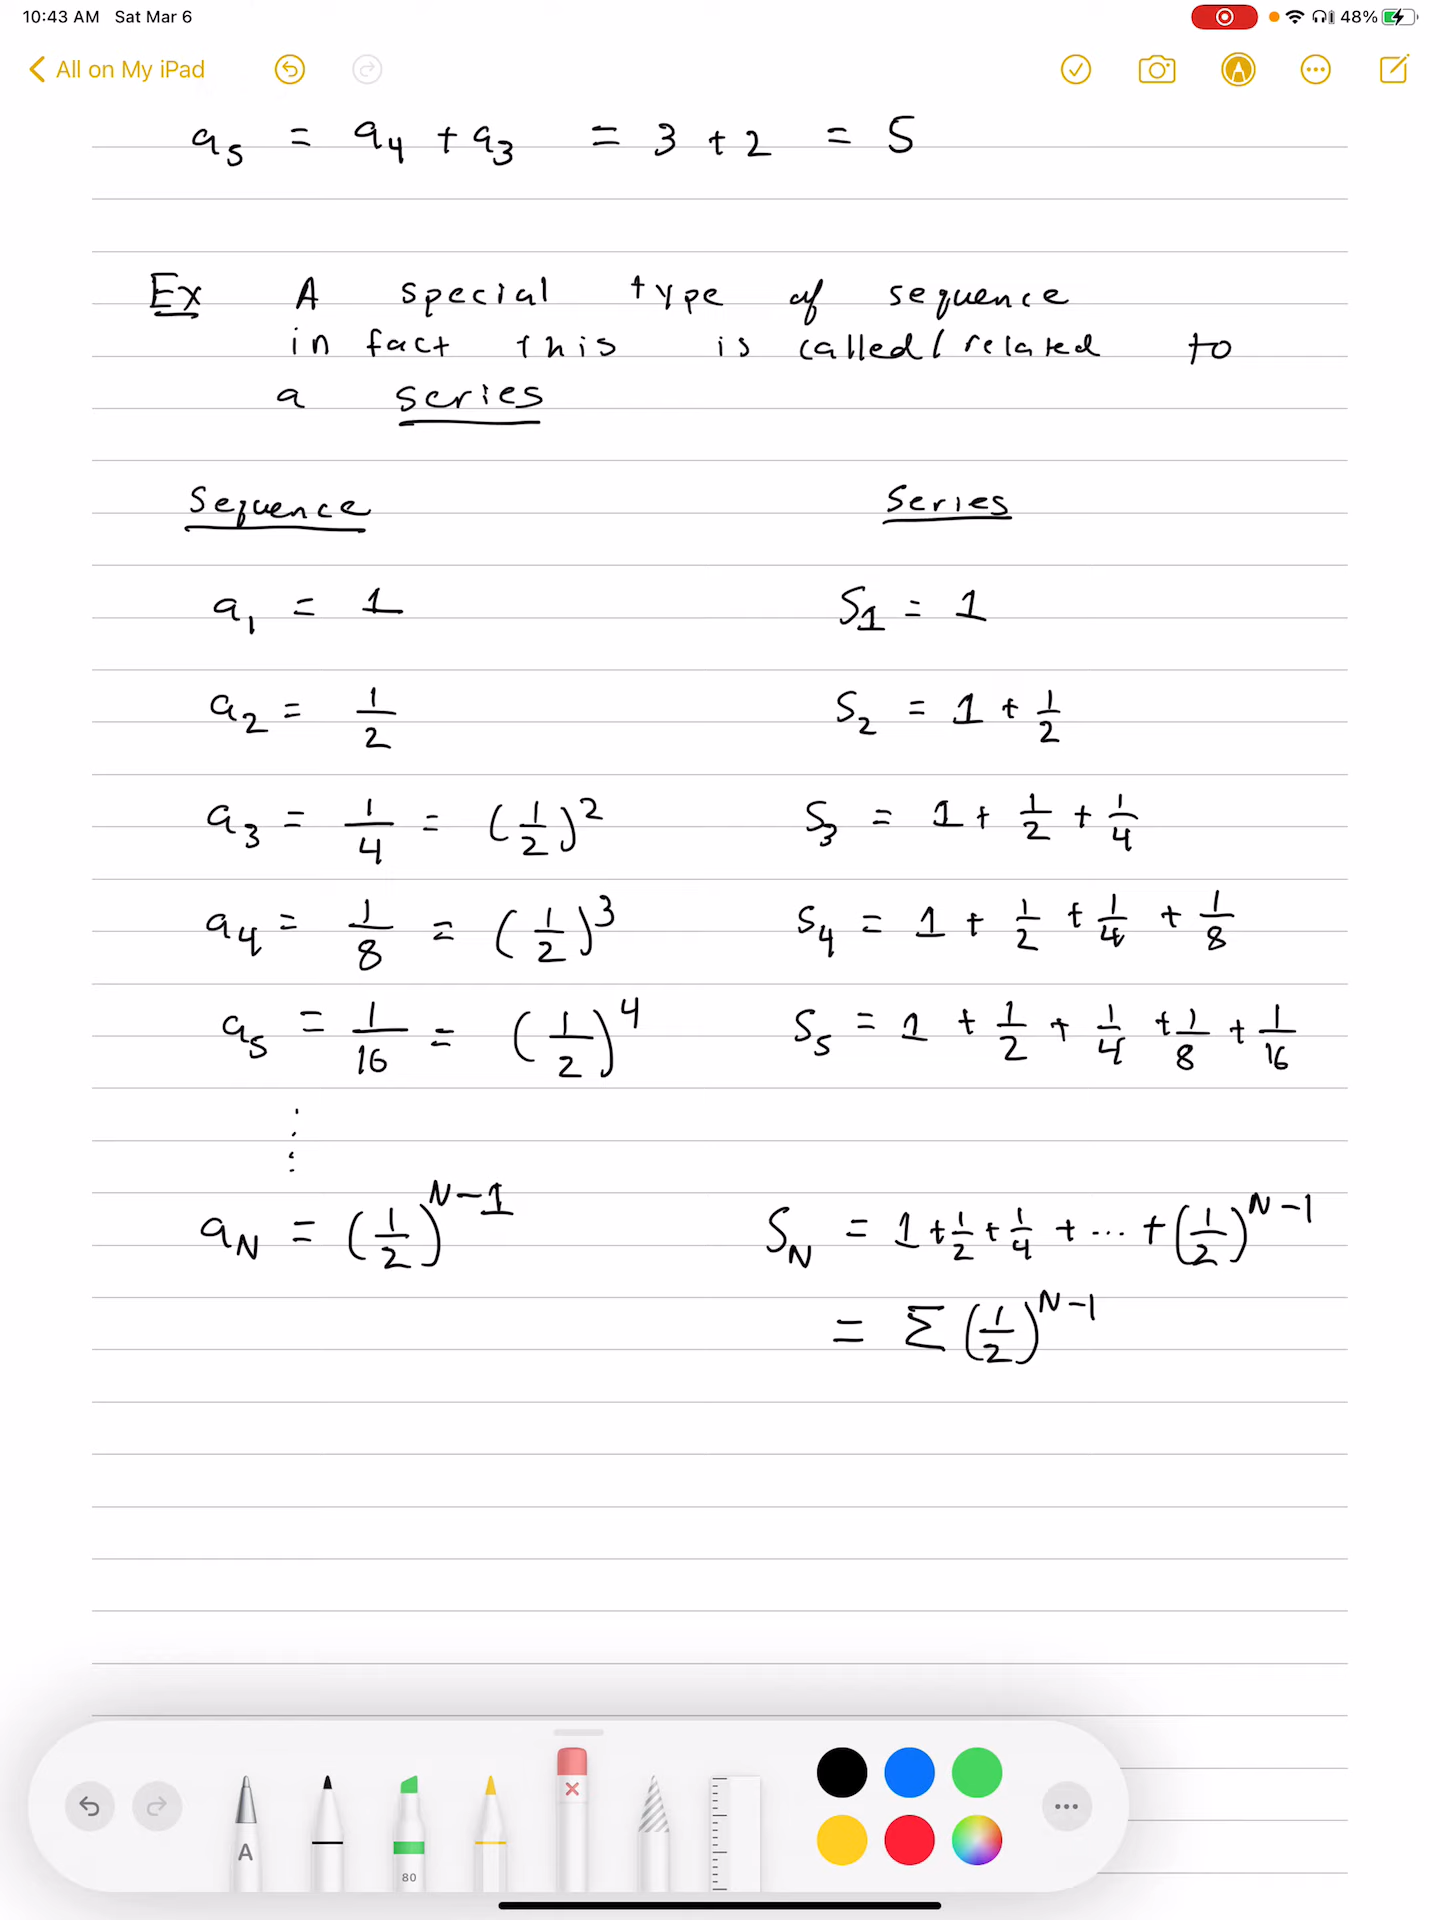 10:43 AM Sat Mar 6 48%
All on My iPad
a₅ = a₄ + a₃ = 3 + 2 = 5
Ex A special type of sequence
in fact this is called/related to
a series
Sequence Series
a₁ = 1 S₁ = 1
a₂ = 1/2 S₂ = 1 + 1/2
a₃ = 1/4 = (1/2)² S₃ = 1 + 1/2 + 1/4
a₄ = 1/8 = (1/2)³ S₄ = 1 + 1/2 + 1/4 + 1/8
a₅ = 1/16 = (1/2)⁴ S₅ = 1 + 1/2 + 1/4 + 1/8 + 1/16
⋮
a_N = (1/2)^(N-1) S_N = 1 + 1/2 + 1/4 + ... + (1/2)^(N-1)
= Σ (1/2)^(N-1)
A
80